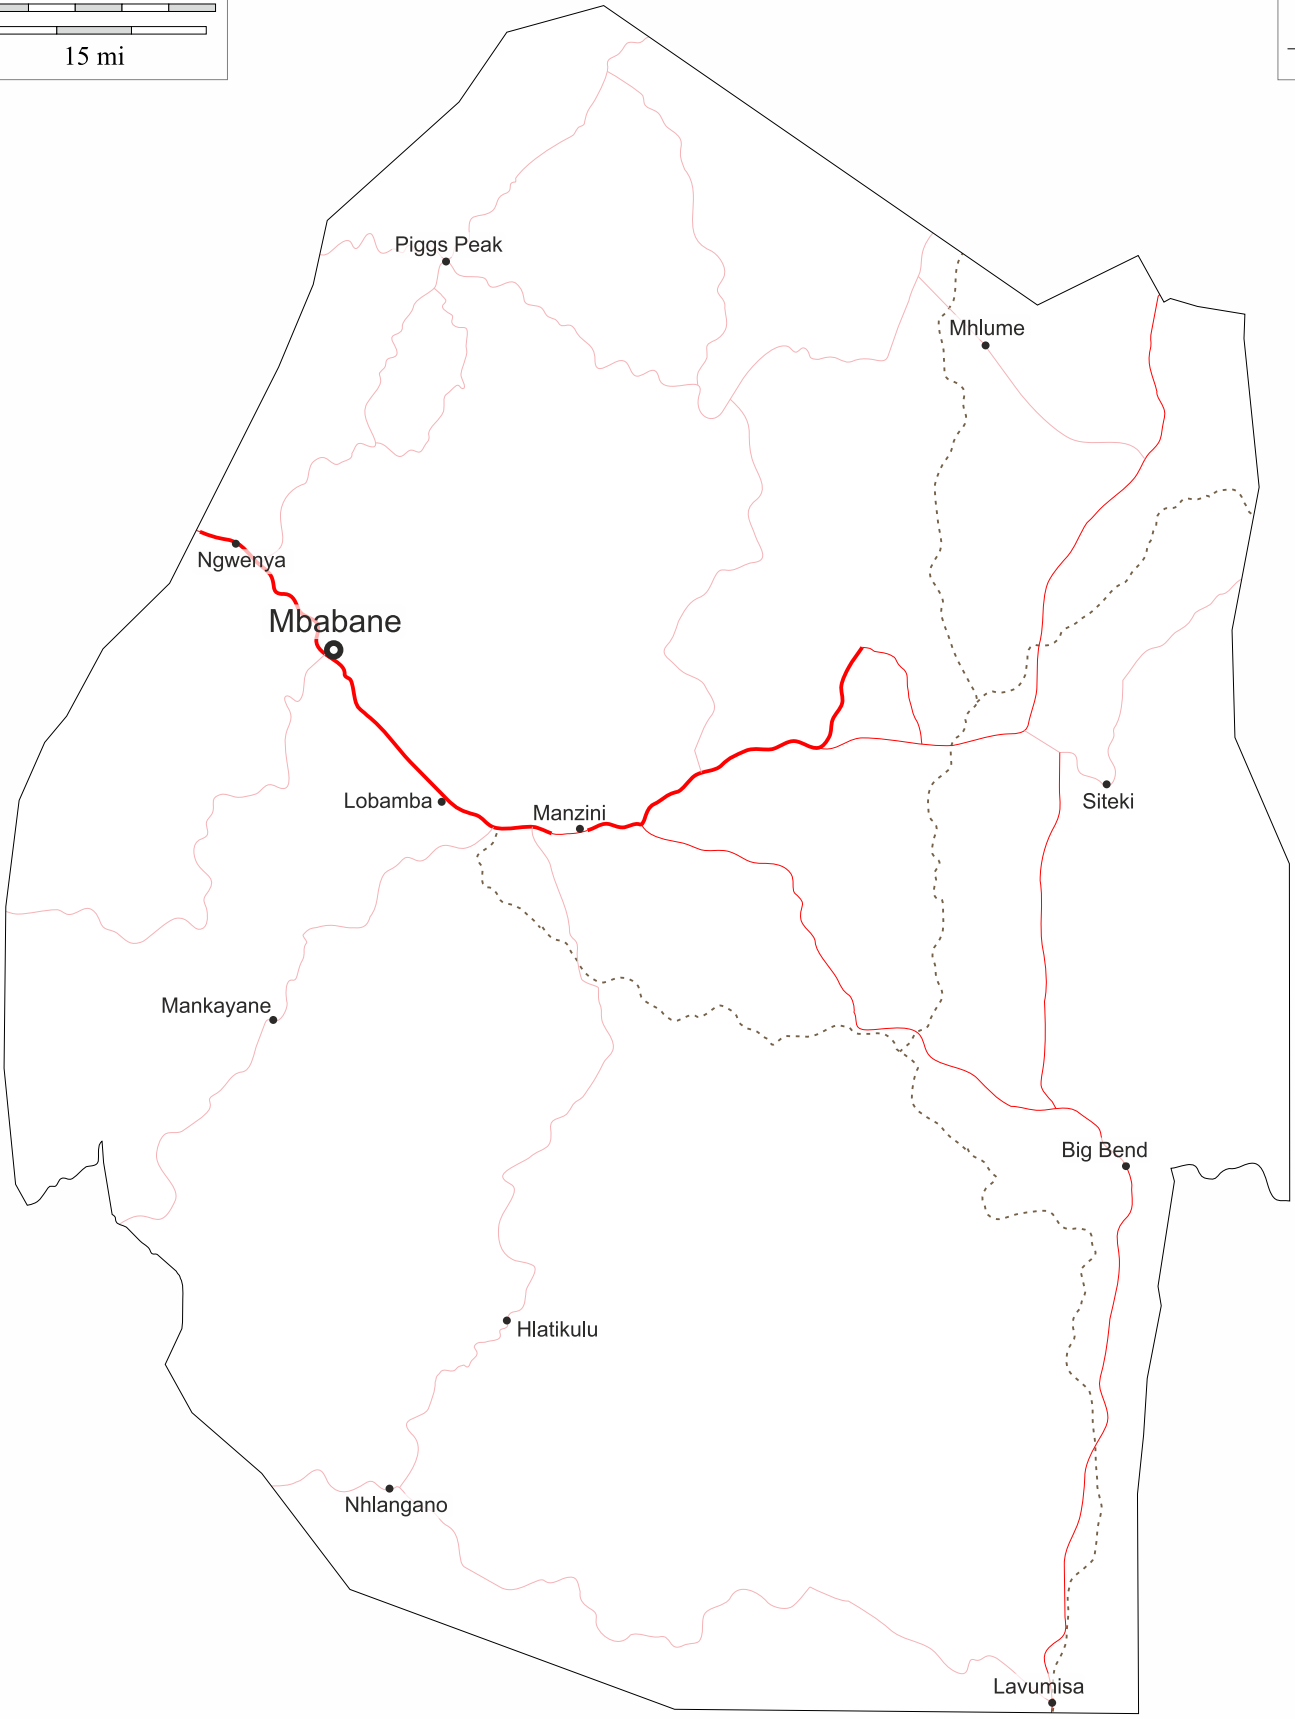 15 mi
Piggs Peak
Mhlume
Ngwenya
Mbabane
Lobamba
Manzini
Siteki
Mankayane
Big Bend
Hlatikulu
Nhlangano
Lavumisa